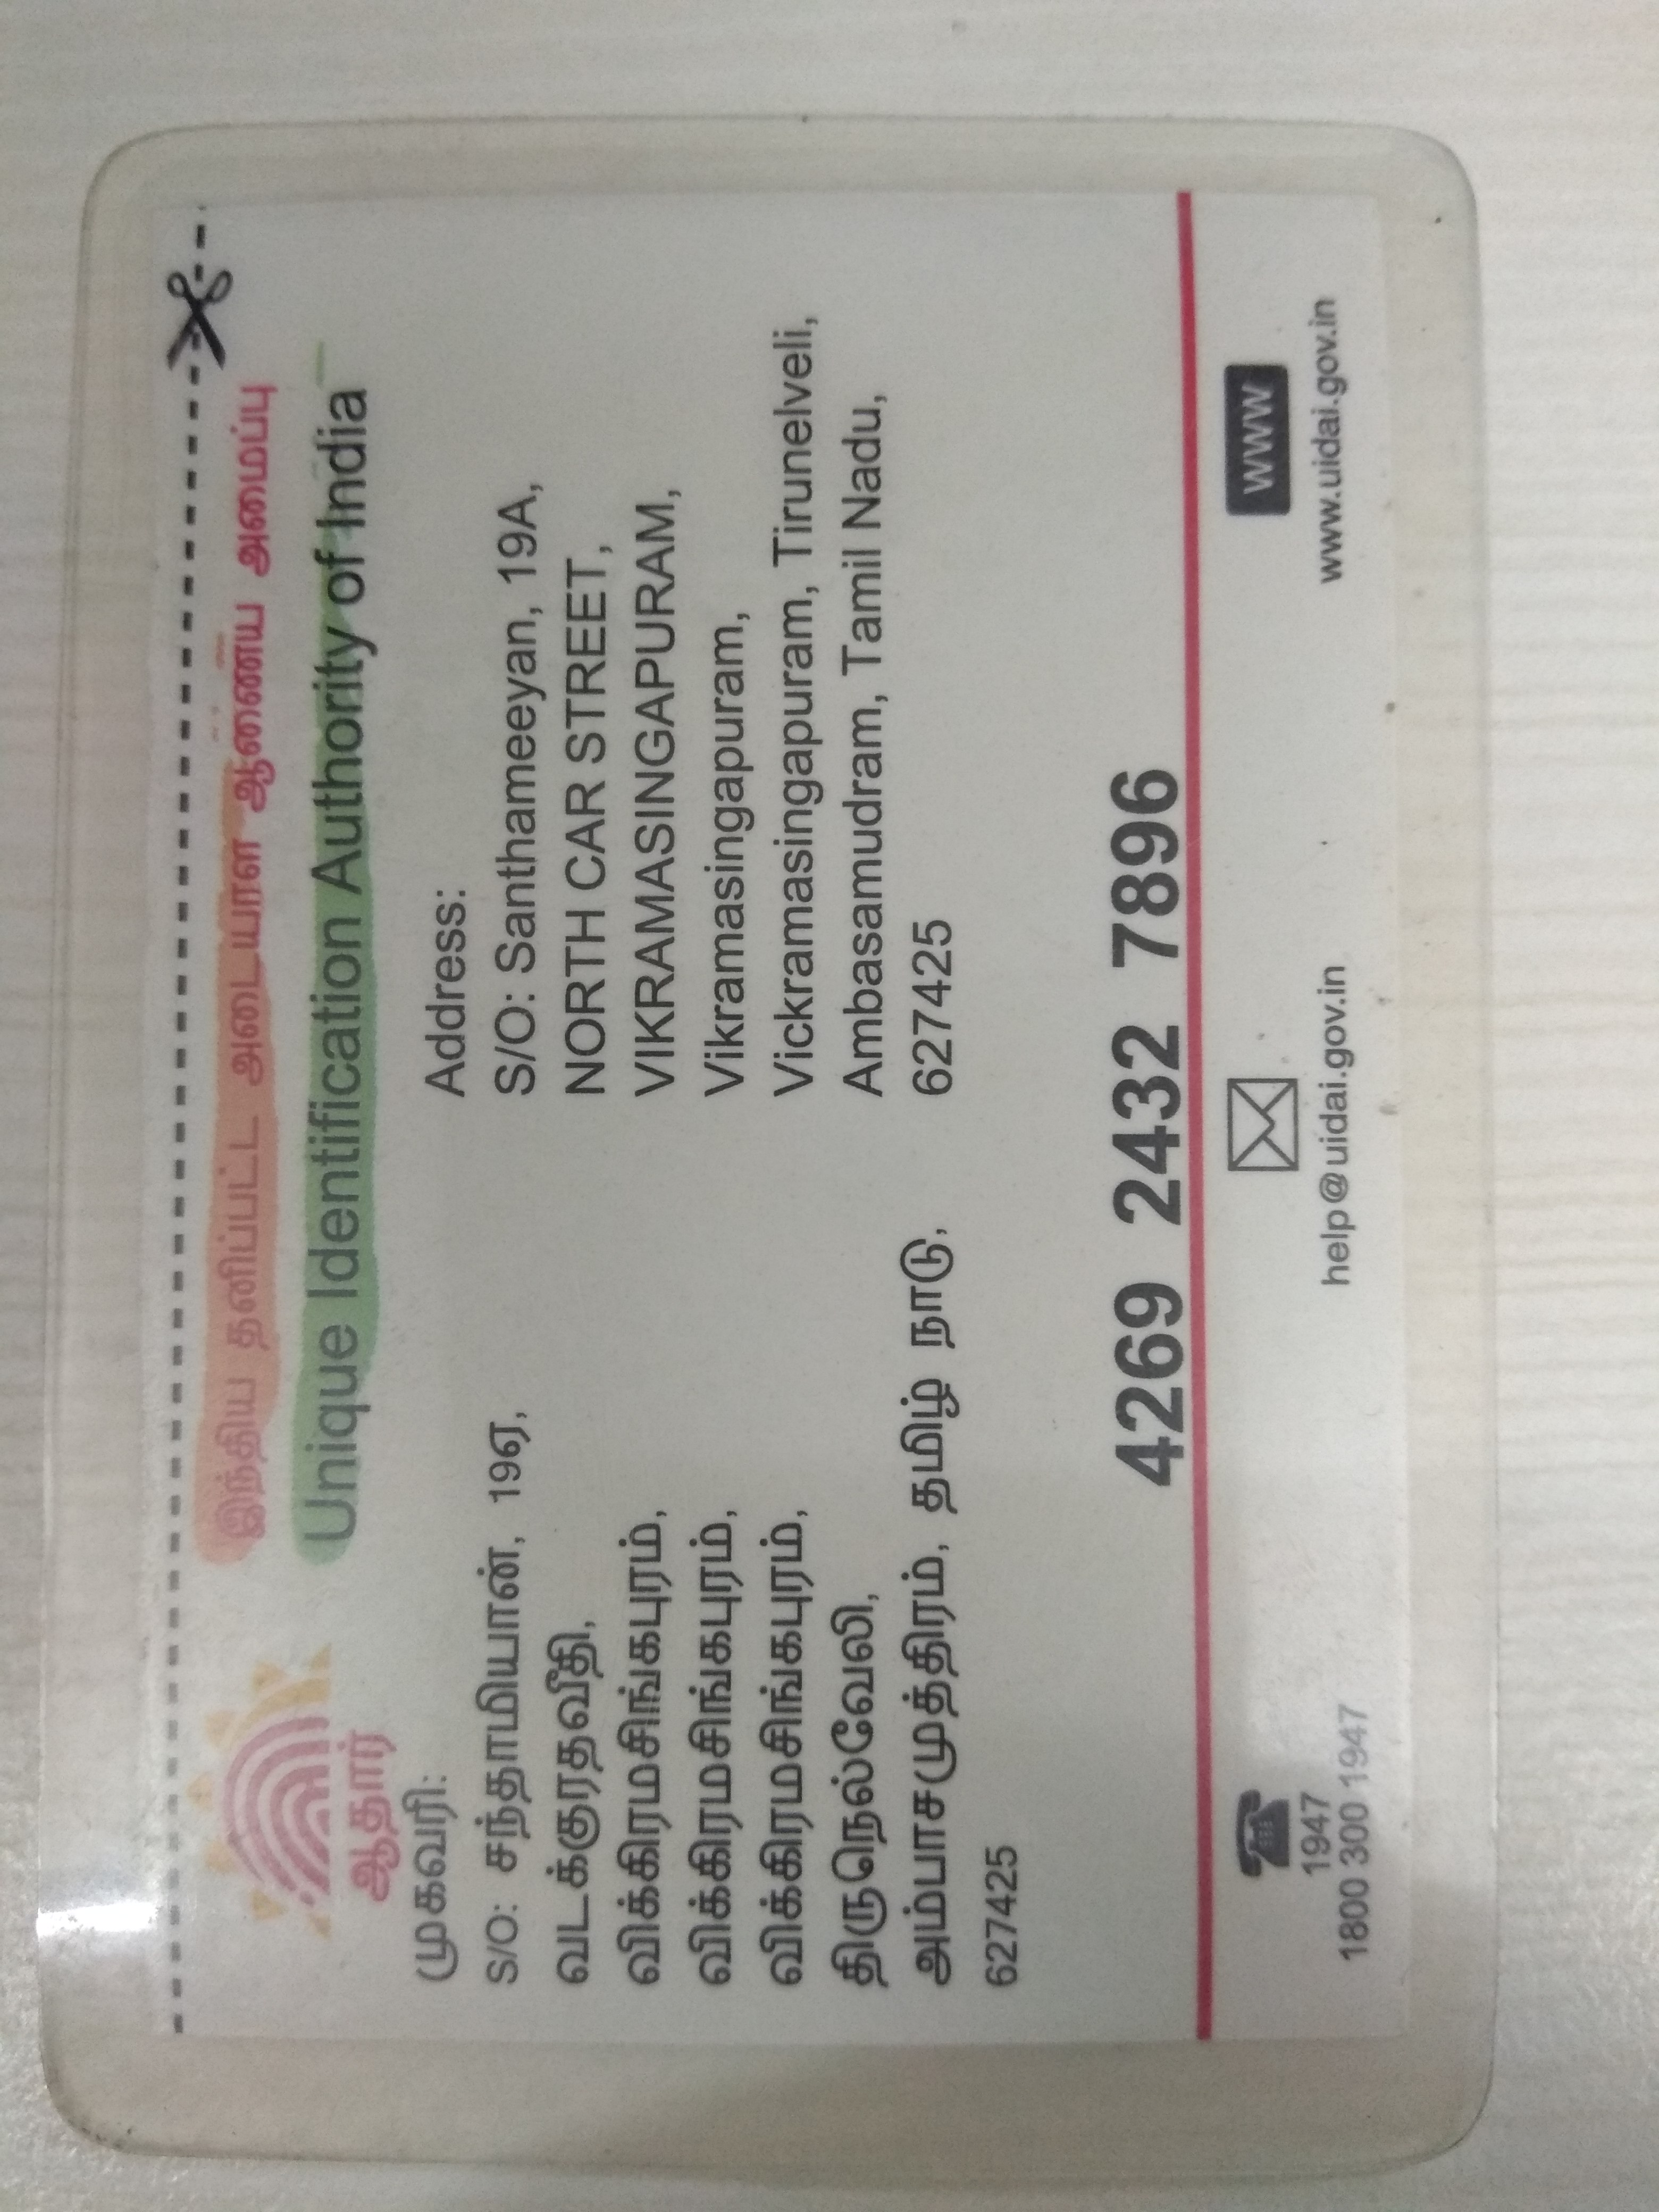 இந்திய தனிப்பட்ட அடையாள ஆணைய அமைப்பு
Unique Identification Authority of India
ஆதார்
முகவரி:
S/O: சந்தாமியான், 19ஏ,
வடக்குரதவீதி,
விக்கிரமசிங்கபுரம்,
விக்கிரமசிங்கபுரம்,
விக்கிரமசிங்கபுரம்,
திருநெல்வேலி,
அம்பாசமுத்திரம், தமிழ் நாடு,
627425
Address:
S/O: Santhameeyan, 19A,
NORTH CAR STREET,
VIKRAMASINGAPURAM,
Vikramasingapuram,
Vickramasingapuram, Tirunelveli,
Ambasamudram, Tamil Nadu,
627425
4269 2432 7896
1947
1800 300 1947
help@uidai.gov.in
WWW
www.uidai.gov.in